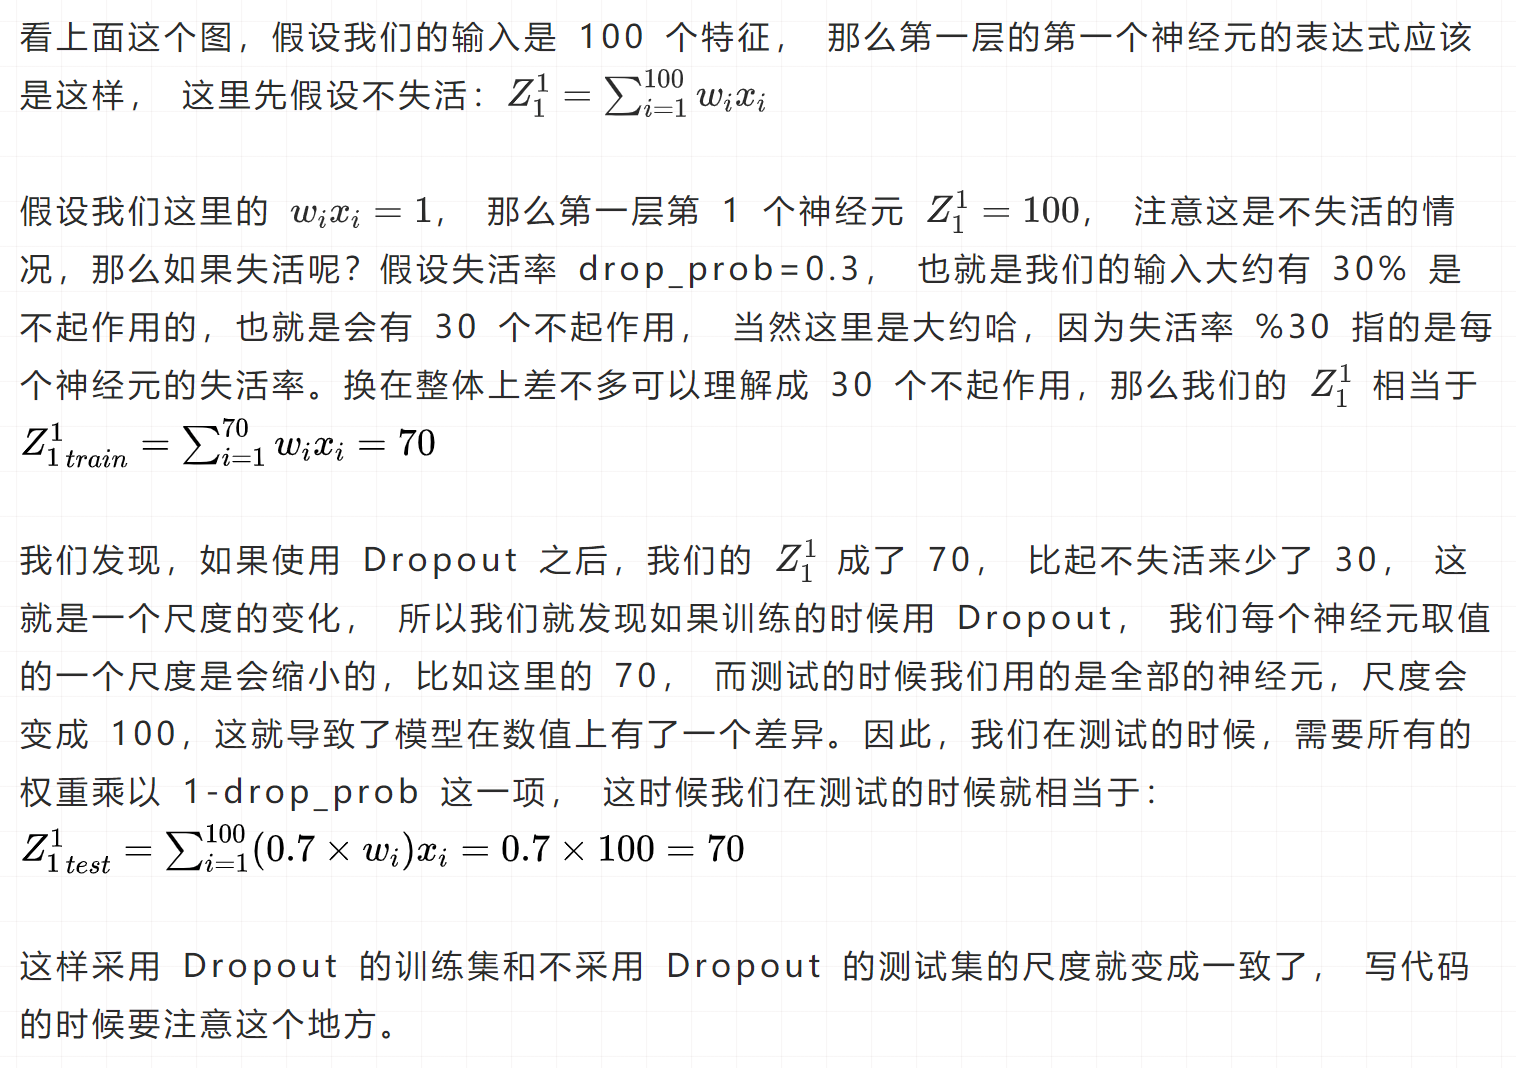 看上面这个图，假设我们的输入是 100 个特征， 那么第一层的第一个神经元的表达式应该
是这样， 这里先假设不失活：$Z_1^1 = \sum_{i=1}^{100} w_i x_i$
假设我们这里的 $w_i x_i = 1$， 那么第一层第 1 个神经元 $Z_1^1 = 100$， 注意这是不失活的情
况，那么如果失活呢？假设失活率 drop_prob=0.3， 也就是我们的输入大约有 30% 是
不起作用的，也就是会有 30 个不起作用， 当然这里是大约哈，因为失活率 %30 指的是每
个神经元的失活率。换在整体上差不多可以理解成 30 个不起作用，那么我们的 $Z_1^1$ 相当于
$Z_{1\,train}^1 = \sum_{i=1}^{70} w_i x_i = 70$
我们发现，如果使用 Dropout 之后，我们的 $Z_1^1$ 成了 70， 比起不失活来少了 30， 这
就是一个尺度的变化， 所以我们就发现如果训练的时候用 Dropout， 我们每个神经元取值
的一个尺度是会缩小的，比如这里的 70， 而测试的时候我们用的是全部的神经元，尺度会
变成 100，这就导致了模型在数值上有了一个差异。因此，我们在测试的时候，需要所有的
权重乘以 1-drop_prob 这一项， 这时候我们在测试的时候就相当于：
$Z_{1\,test}^1 = \sum_{i=1}^{100} (0.7 \times w_i) x_i = 0.7 \times 100 = 70$
这样采用 Dropout 的训练集和不采用 Dropout 的测试集的尺度就变成一致了， 写代码
的时候要注意这个地方。